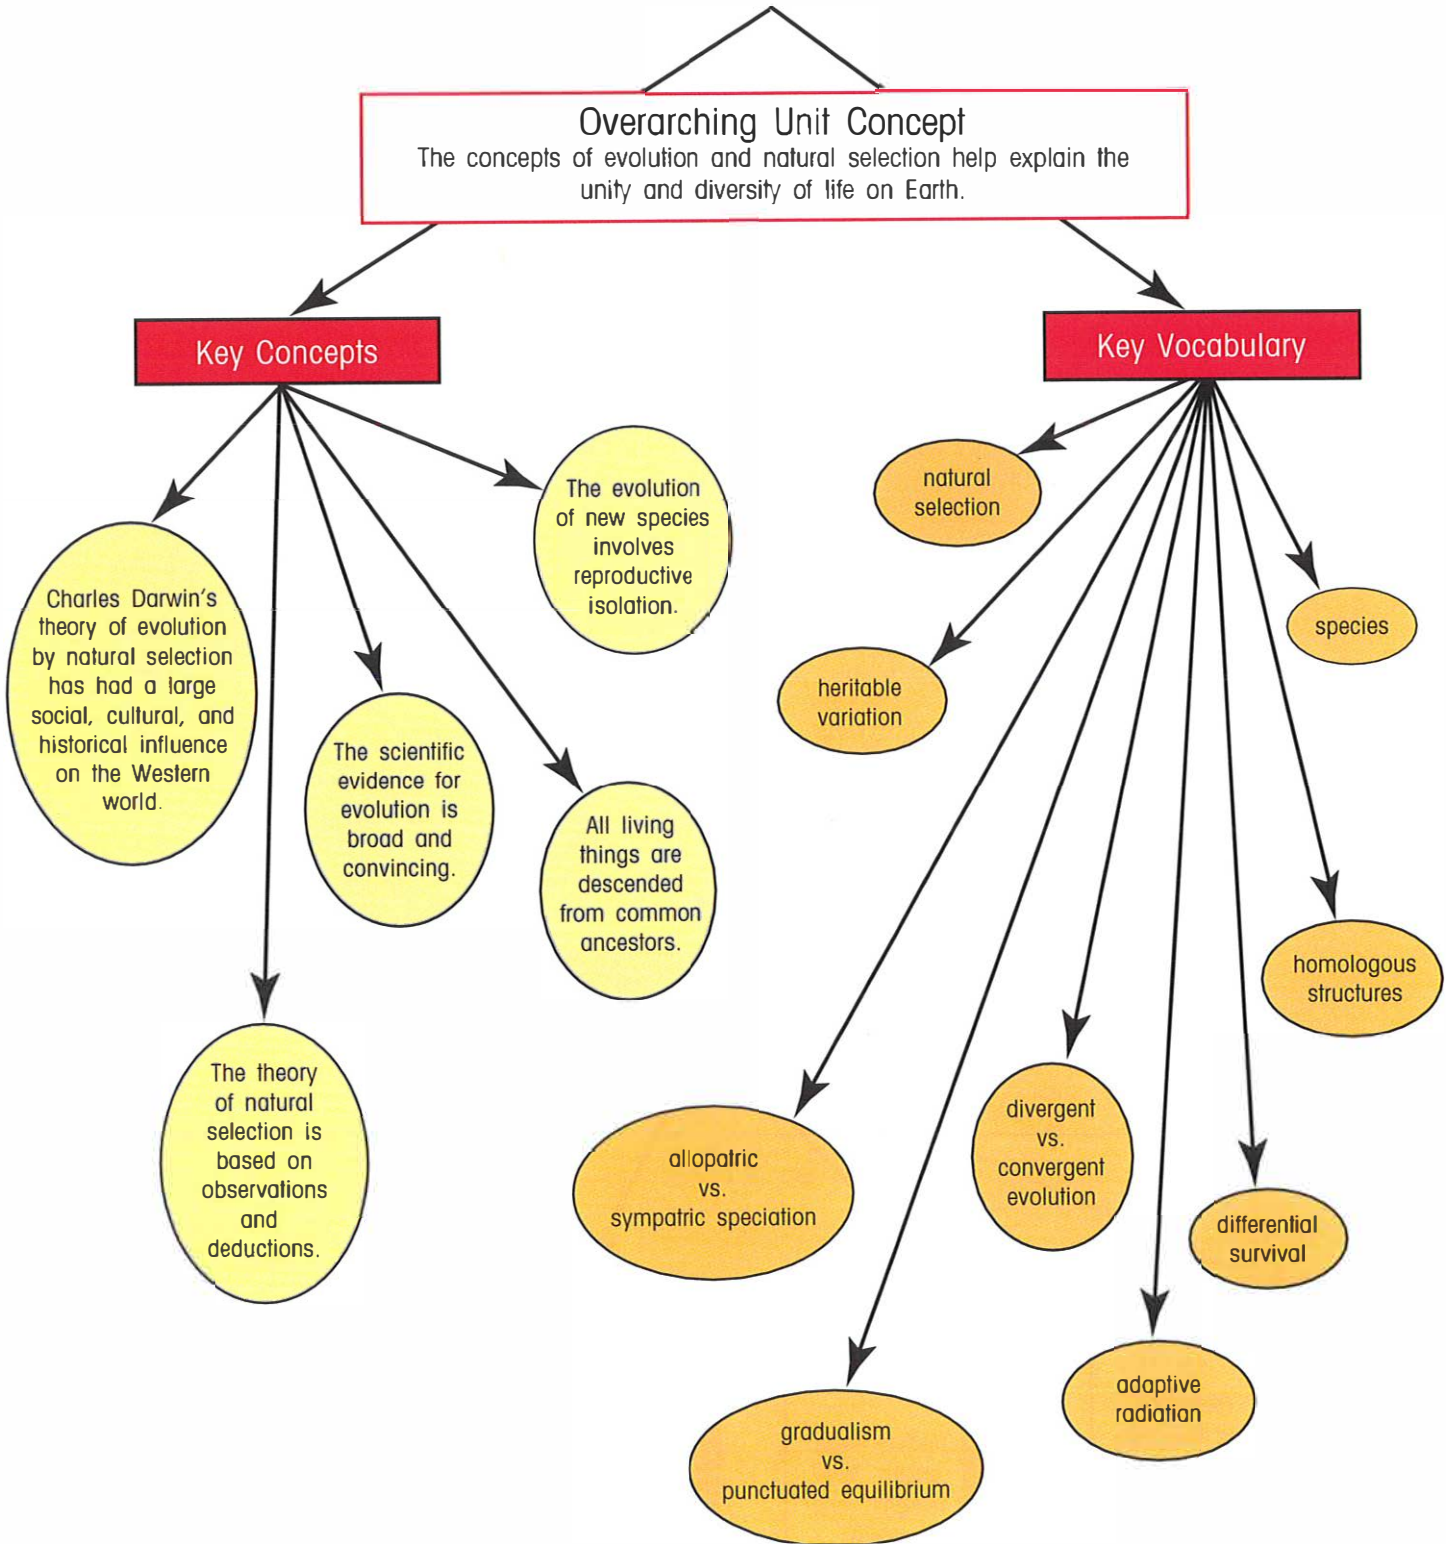 Overarching Unit Concept
The concepts of evolution and natural selection help explain the
unity and diversity of life on Earth.
Key Concepts
Charles Darwin's
theory of evolution
by natural selection
has had a large
social, cultural, and
historical influence
on the Western
world.
The theory
of natural
selection is
based on
observations
and
deductions.
The scientific
evidence for
evolution is
broad and
convincing.
All living
things are
descended
from common
ancestors.
The evolution
of new species
involves
reproductive
isolation.
Key Vocabulary
natural
selection
heritable
variation
allopatric
vs.
sympatric speciation
gradualism
vs.
punctuated equilibrium
divergent
vs.
convergent
evolution
adaptive
radiation
differential
survival
homologous
structures
species